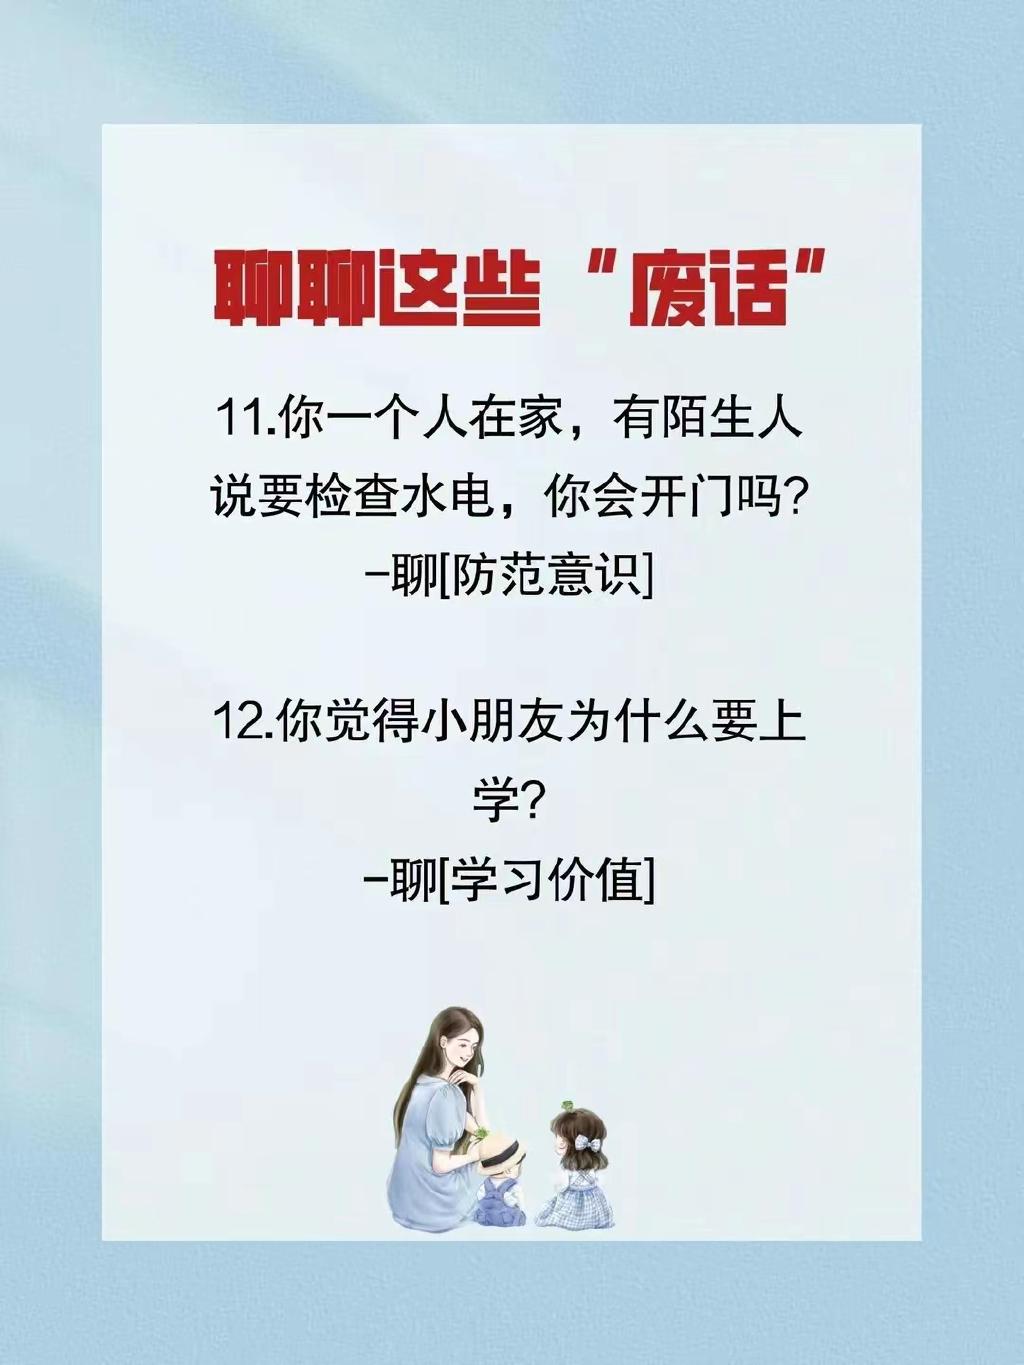 聊聊这些“废话”
11.你一个人在家，有陌生人
说要检查水电，你会开门吗?
-聊[防范意识]
12.你觉得小朋友为什么要上
学?
-聊[学习价值]